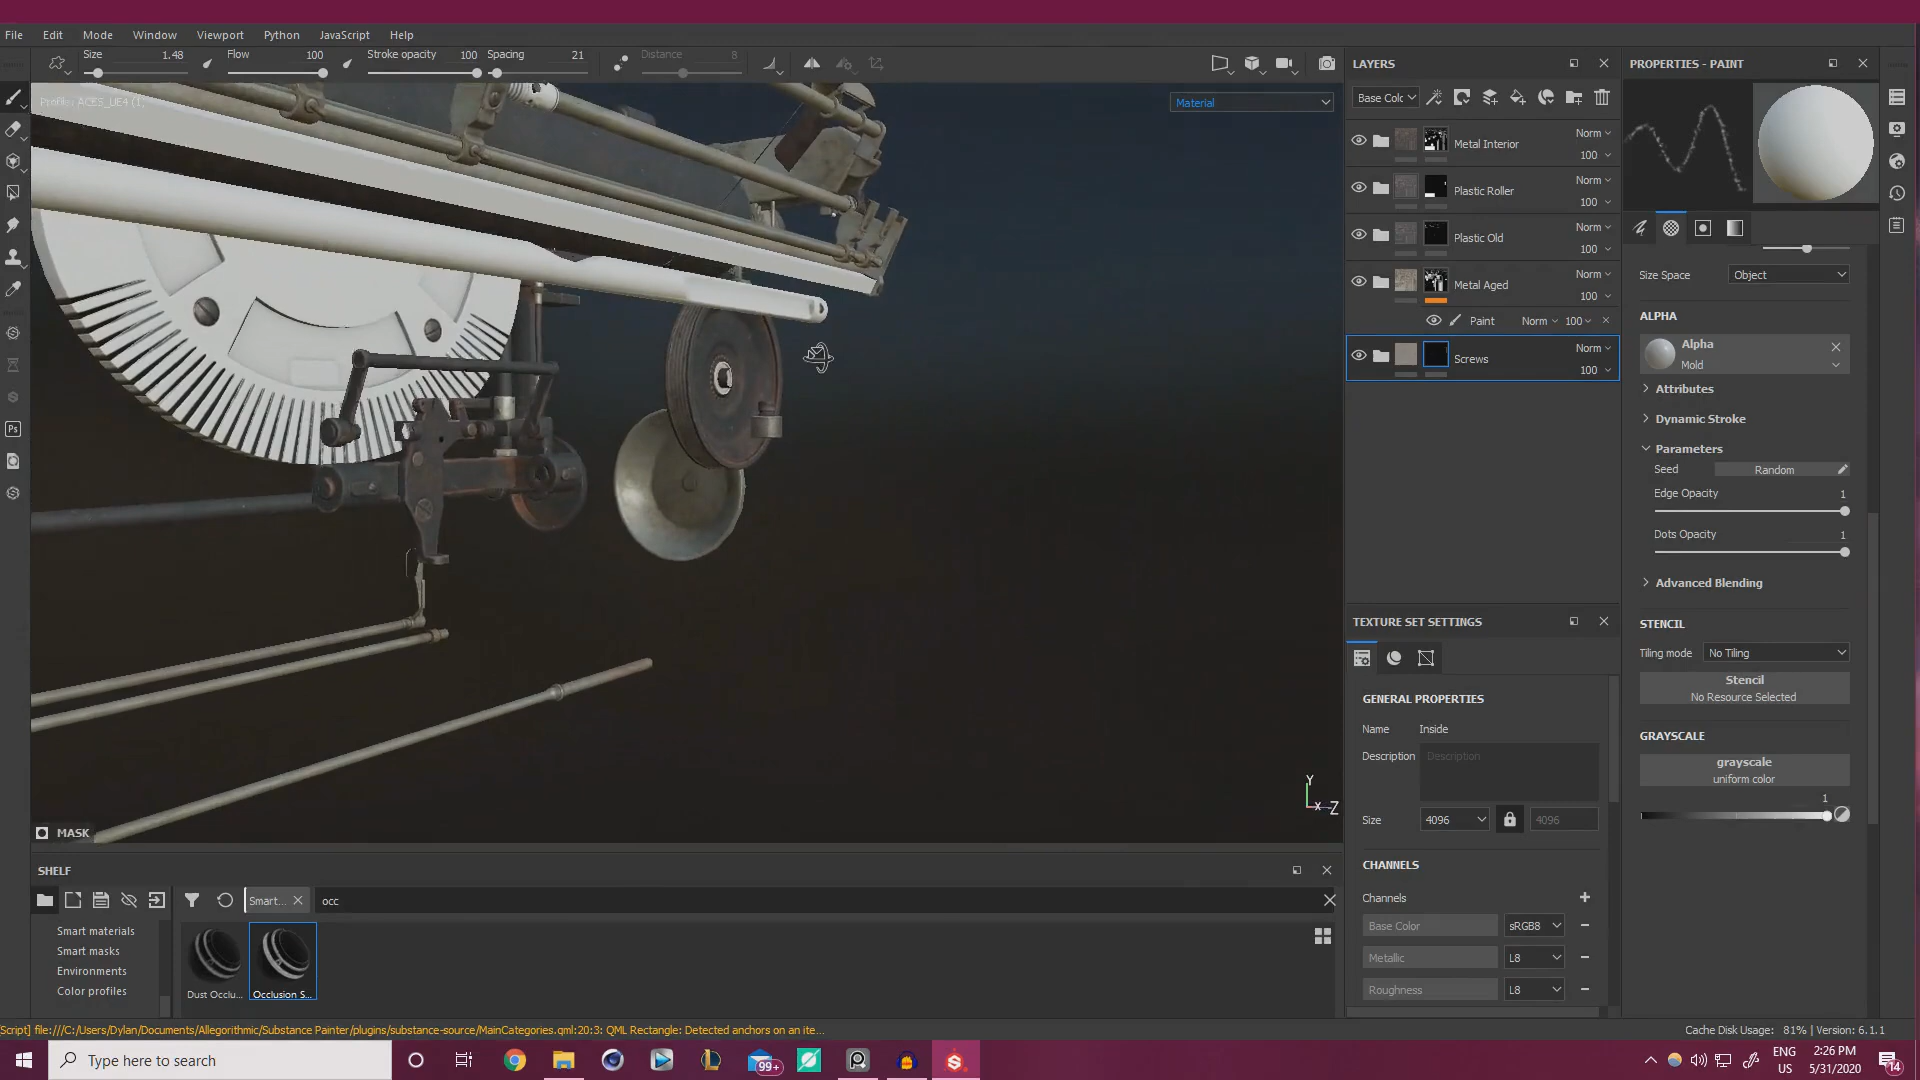 File Edit Mode Window Viewport Python JavaScript Help
Size 1.48 Flow 100 Stroke opacity 100 Spacing 21 Distance 8
Profile: ACES_UE4 (1,
Material
LAYERS
Base Colc
Metal Interior Norm 100
Plastic Roller Norm 100
Plastic Old Norm 100
Metal Aged Norm 100
Paint Norm 100
Screws Norm 100
PROPERTIES - PAINT
Size Space Object
ALPHA
Alpha
Mold
Attributes
Dynamic Stroke
Parameters
Seed Random
Edge Opacity 1
Dots Opacity 1
Advanced Blending
STENCIL
Tiling mode No Tiling
Stencil
No Resource Selected
GRAYSCALE
grayscale
uniform color
1
TEXTURE SET SETTINGS
GENERAL PROPERTIES
Name Inside
Description Description
Size 4096 4096
CHANNELS
Channels
Base Color sRGB8
Metallic L8
Roughness L8
Y
X Z
MASK
Ps
SHELF
Smart... occ
Smart materials
Smart masks
Environments
Color profiles
Dust Occlu... Occlusion S...
Script] file:///C:/Users/Dylan/Documents/Allegorithmic/Substance Painter/plugins/substance-source/MainCategories.qml:20:3: QML Rectangle: Detected anchors on an ite...
Cache Disk Usage: 81% | Version: 6.1.1
Type here to search
99+
ENG
US
2:26 PM
5/31/2020
14